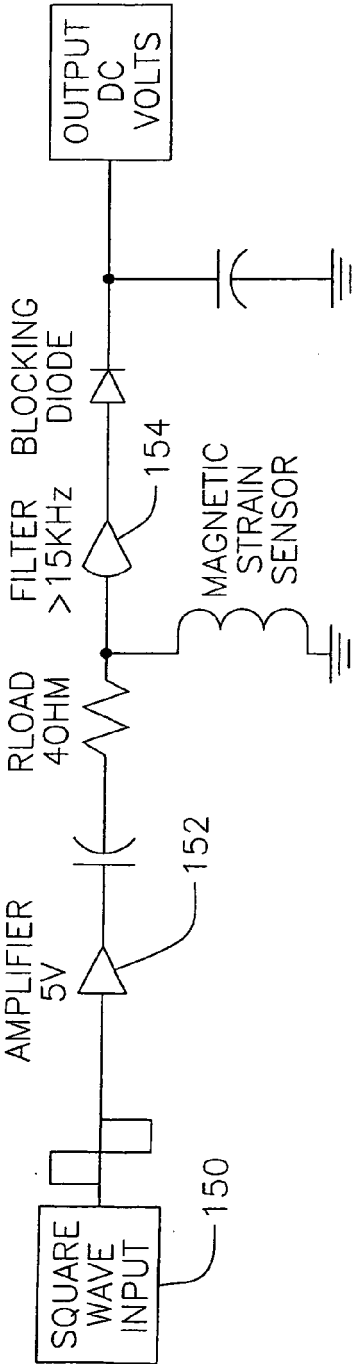 SQUARE
WAVE
INPUT
150
AMPLIFIER
5V
152
RLOAD
40HM
FILTER
>15KHz
154
MAGNETIC
STRAIN
SENSOR
BLOCKING
DIODE
OUTPUT
DC
VOLTS